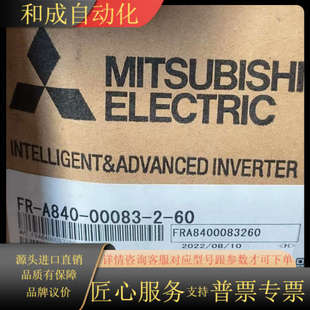 和成自动化
MITSUBISHI
ELECTRIC
INTELLIGENT&ADVANCED INVERTER
FR-A840-00083-2-60
FRA8400083260
2022/08/10 <M>
源头进口直销
品质有保障
品牌议价
详情咨询客服对应型号跟参数才可下单
匠心服务 支持 普票专票